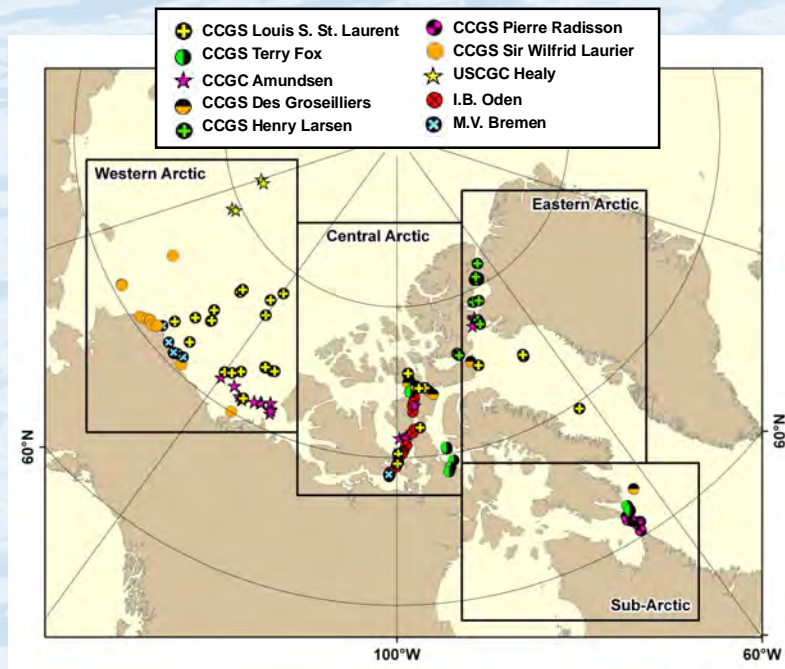 CCGS Louis S. St. Laurent
CCGS Terry Fox
CCGC Amundsen
CCGS Des Groseilliers
CCGS Henry Larsen
CCGS Pierre Radisson
CCGS Sir Wilfrid Laurier
USCGC Healy
I.B. Oden
M.V. Bremen
Western Arctic
Central Arctic
Eastern Arctic
Sub-Arctic
60°N
60°N
100°W
60°W